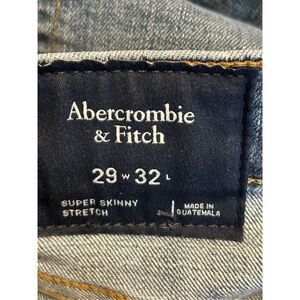 Abercrombie
& Fitch
29 W 32 L
SUPER SKINNY
STRETCH
MADE IN
GUATEMALA